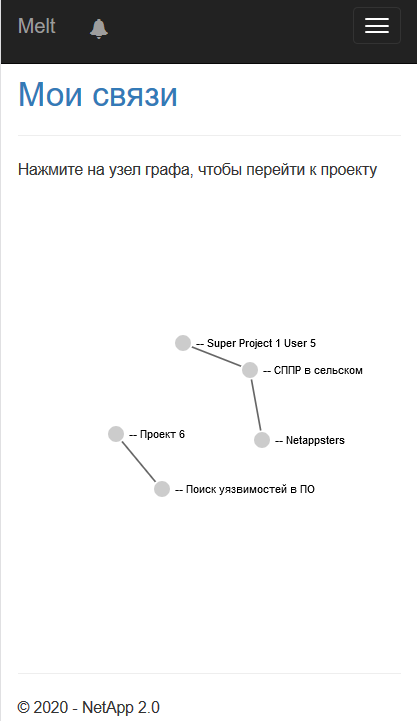 Melt
Мои связи
Нажмите на узел графа, чтобы перейти к проекту
-- Super Project 1 User 5
-- СППР в сельском
-- Проект 6
-- Netappsters
-- Поиск уязвимостей в ПО
© 2020 - NetApp 2.0